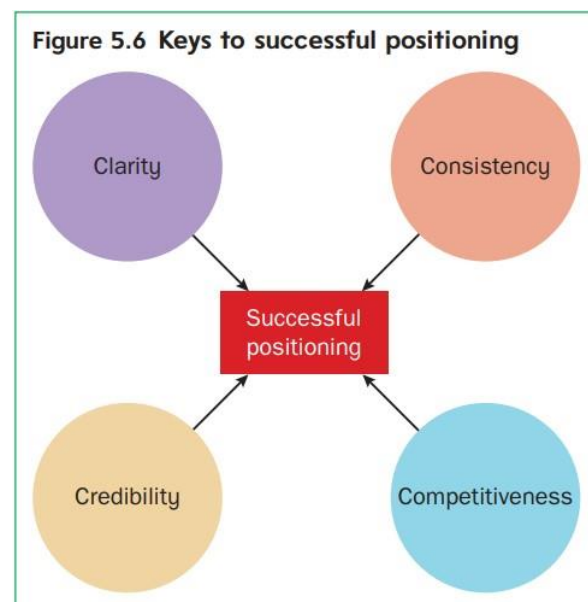 Figure 5.6 Keys to successful positioning
Clarity
Consistency
Successful
positioning
Credibility
Competitiveness